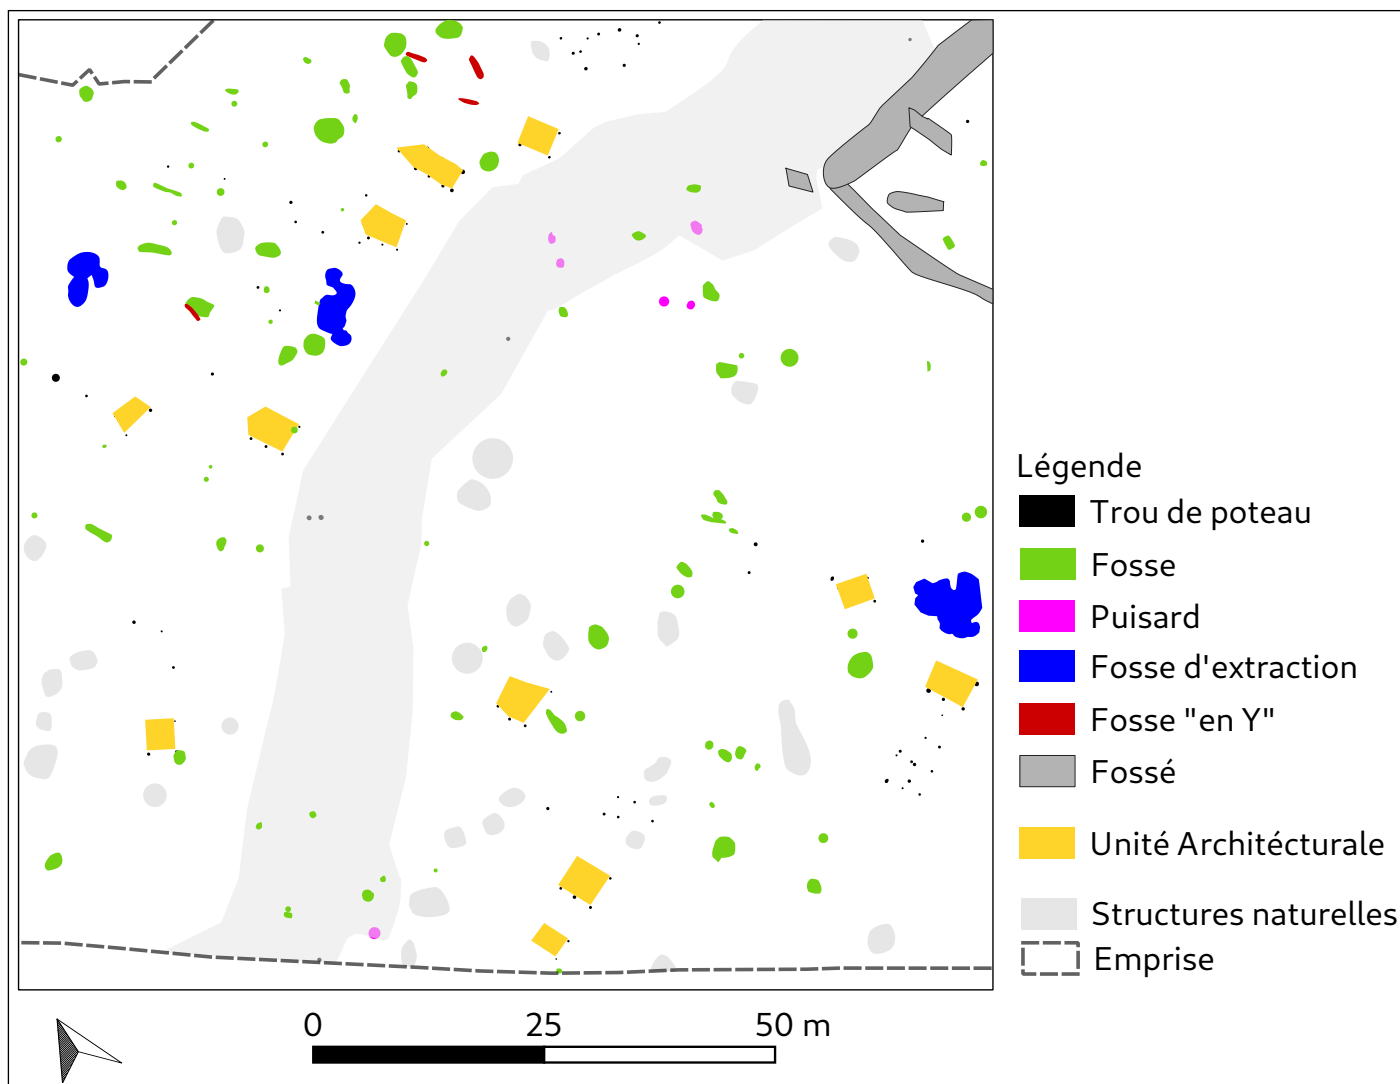 Légende
Trou de poteau
Fosse
Puisard
Fosse d'extraction
Fosse "en Y"
Fossé
Unité Architécturale
Structures naturelles
Emprise
0 25 50 m